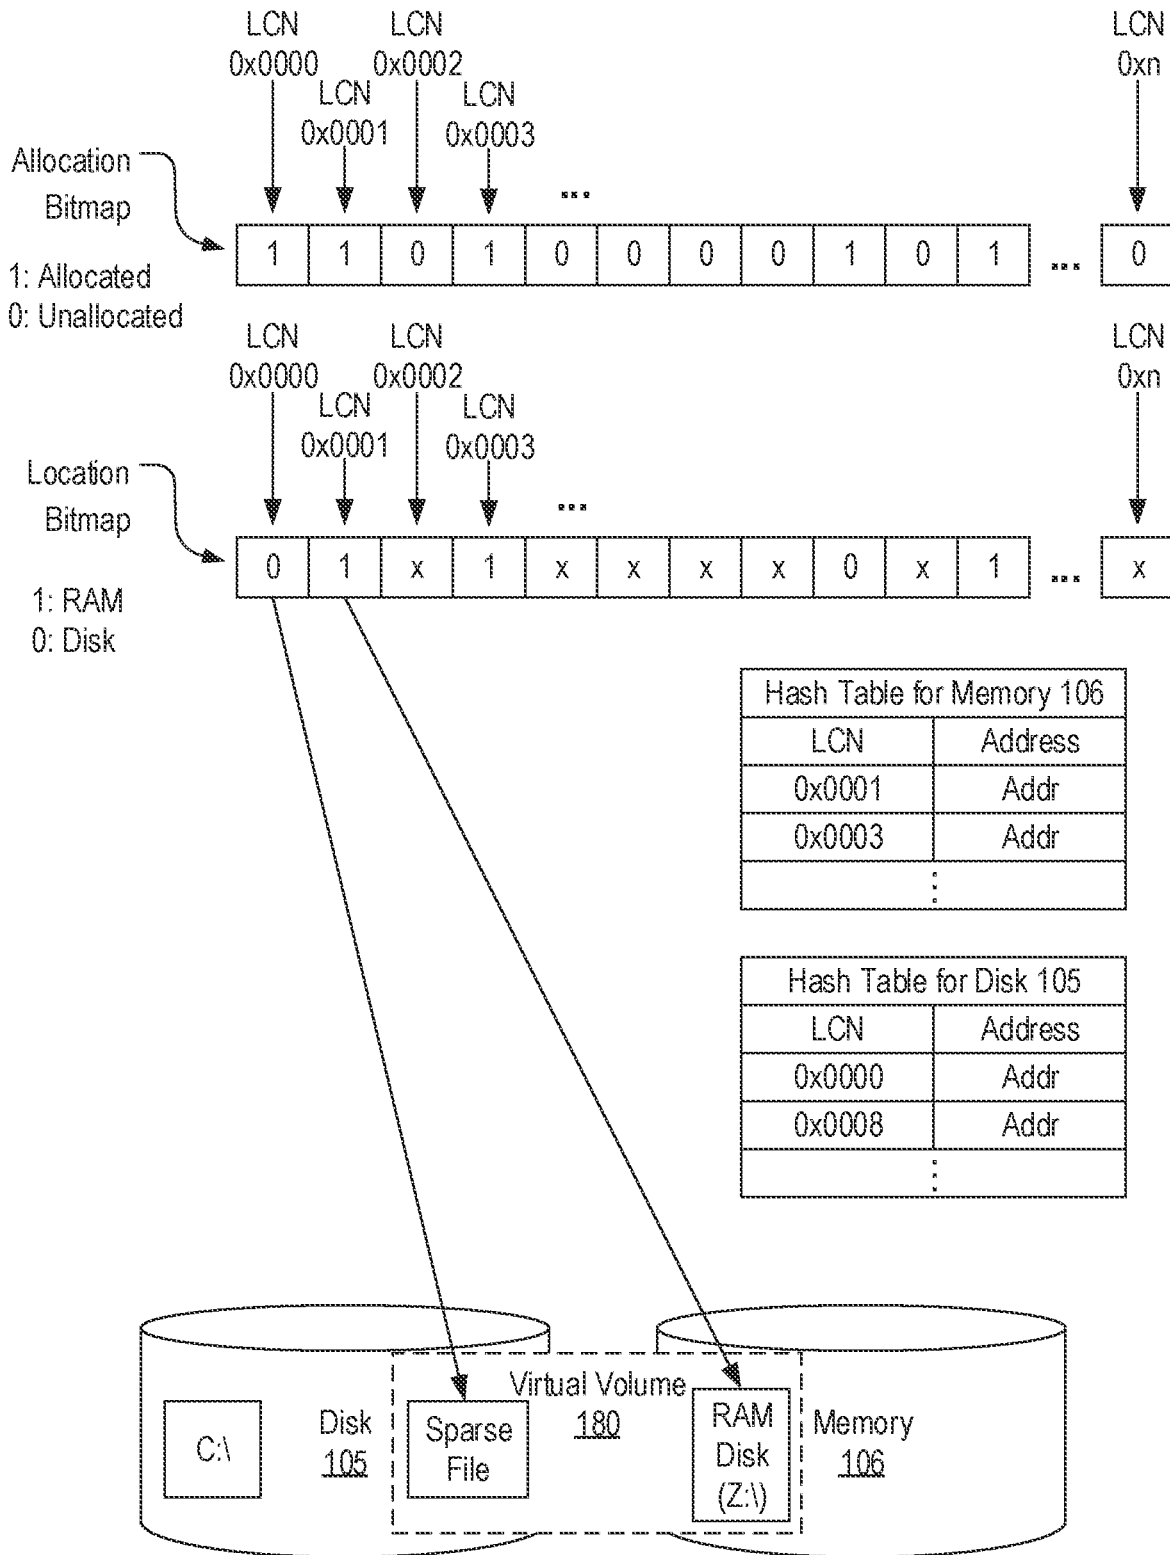 LCN LCN LCN
0x0000 0x0002 0xn
LCN LCN
0x0001 0x0003
Allocation
Bitmap
...
1 1 0 1 0 0 0 0 1 0 1 ... 0
1: Allocated
0: Unallocated
LCN LCN LCN
0x0000 0x0002 0xn
LCN LCN
0x0001 0x0003
Location
Bitmap
...
0 1 x 1 x x x x 0 x 1 ... x
1: RAM
0: Disk
Hash Table for Memory 106
LCN Address
0x0001 Addr
0x0003 Addr
⋮
Hash Table for Disk 105
LCN Address
0x0000 Addr
0x0008 Addr
⋮
C:\
Disk
105
Sparse
File
Virtual Volume
180
RAM
Disk
(Z:\)
Memory
106